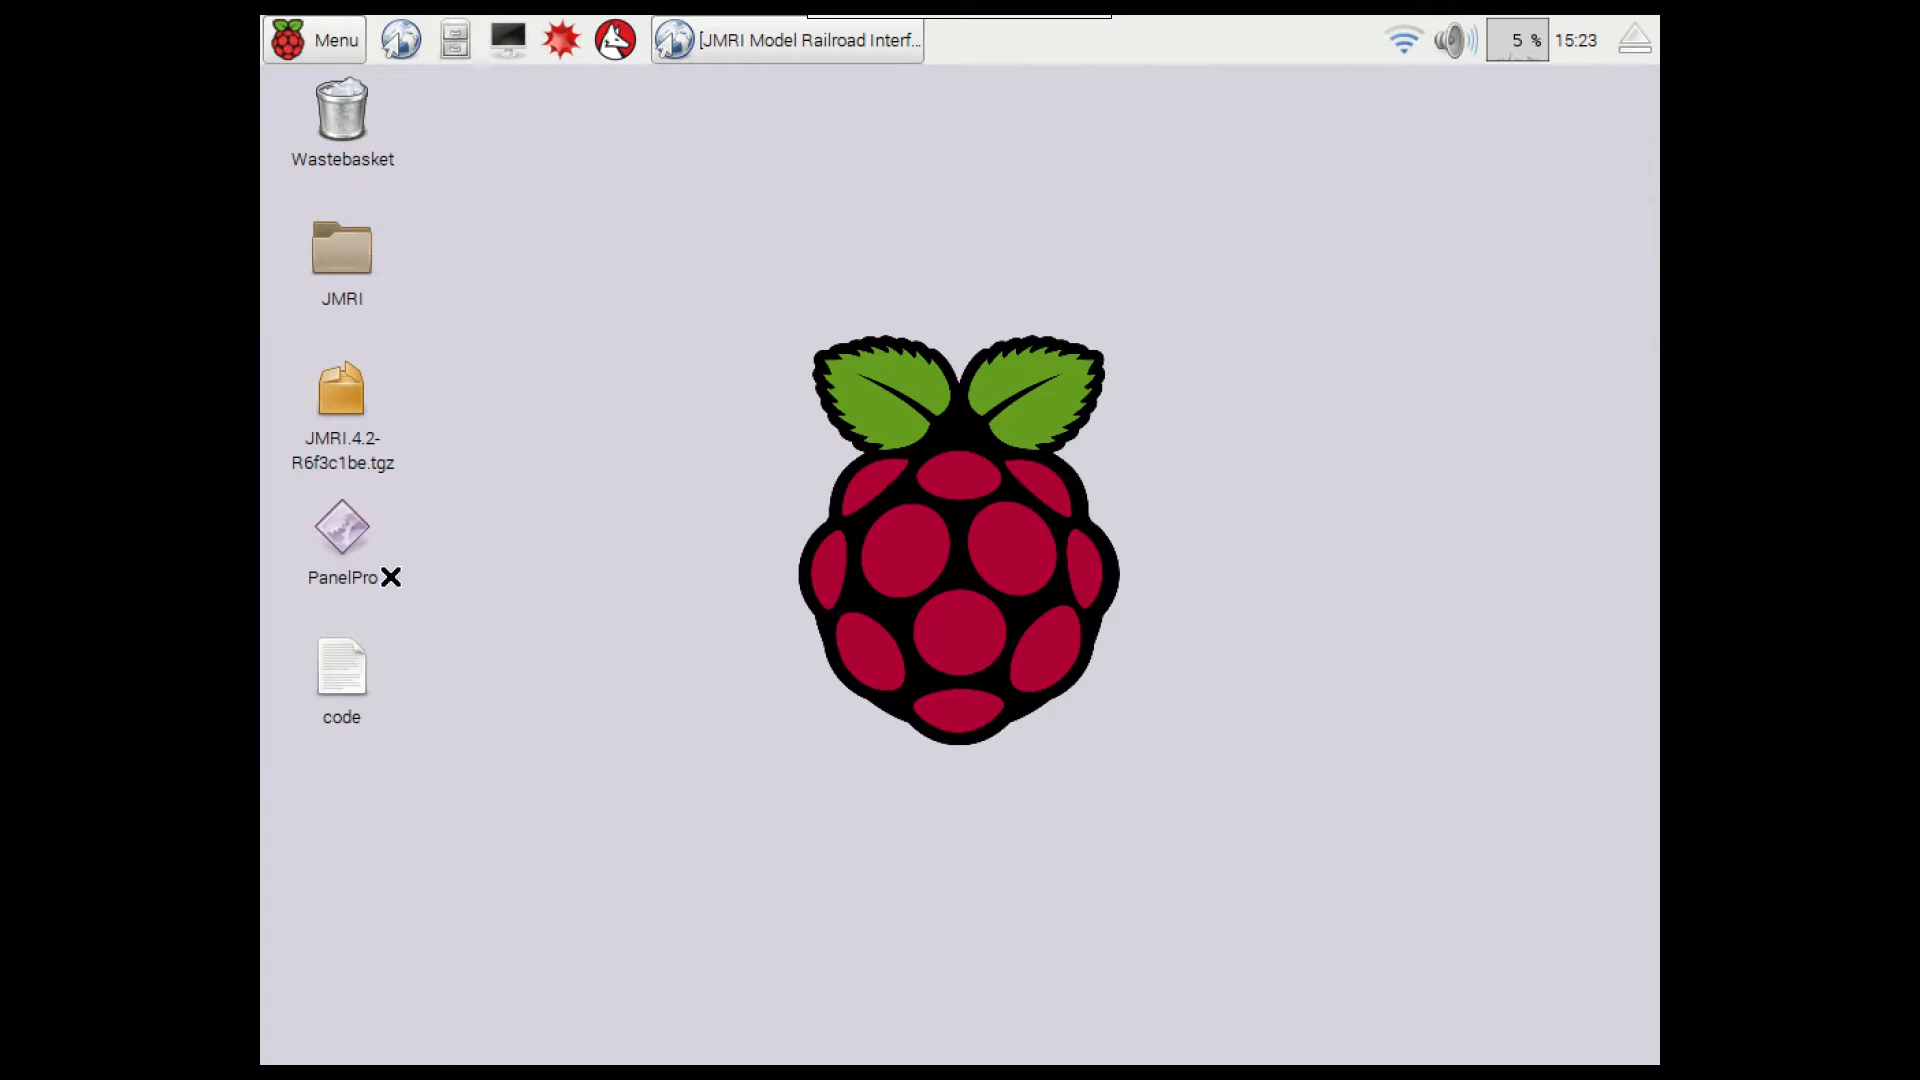 Menu
[JMRI Model Railroad Interf...
5 %
15:23
Wastebasket
JMRI
JMRI.4.2-
R6f3c1be.tgz
PanelPro
code